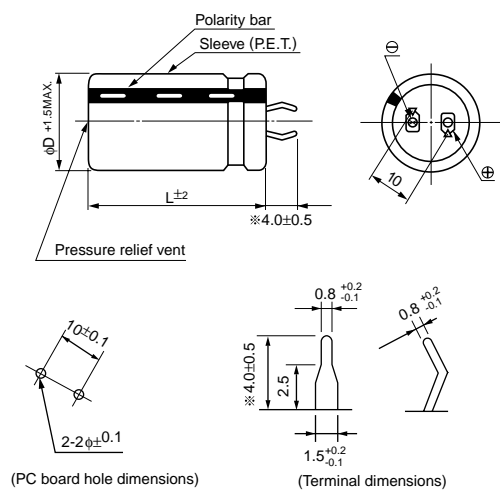 Polarity bar
Sleeve (P.E.T.)
ϕD +1.5MAX.
⊖
⊕
10
L±2
※4.0±0.5
Pressure relief vent
10±0.1
2-2ϕ±0.1
(PC board hole dimensions)
0.8 +0.2 -0.1
0.8 +0.2 -0.1
※4.0±0.5
2.5
1.5 +0.2 -0.1
(Terminal dimensions)